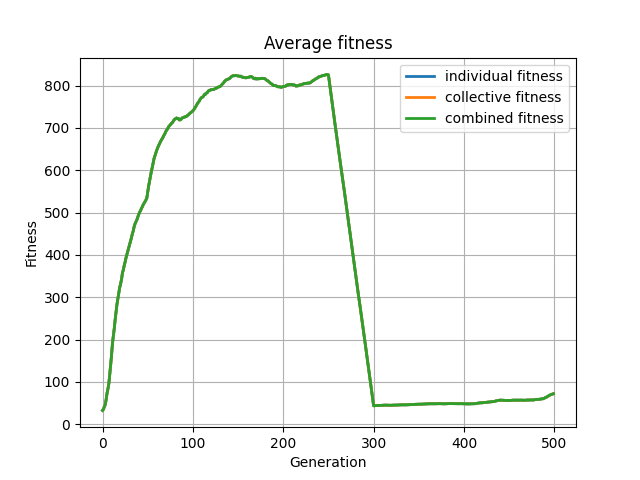 Average fitness
individual fitness
collective fitness
combined fitness
800
700
600
500
400
300
200
100
0
Fitness
0 100 200 300 400 500
Generation